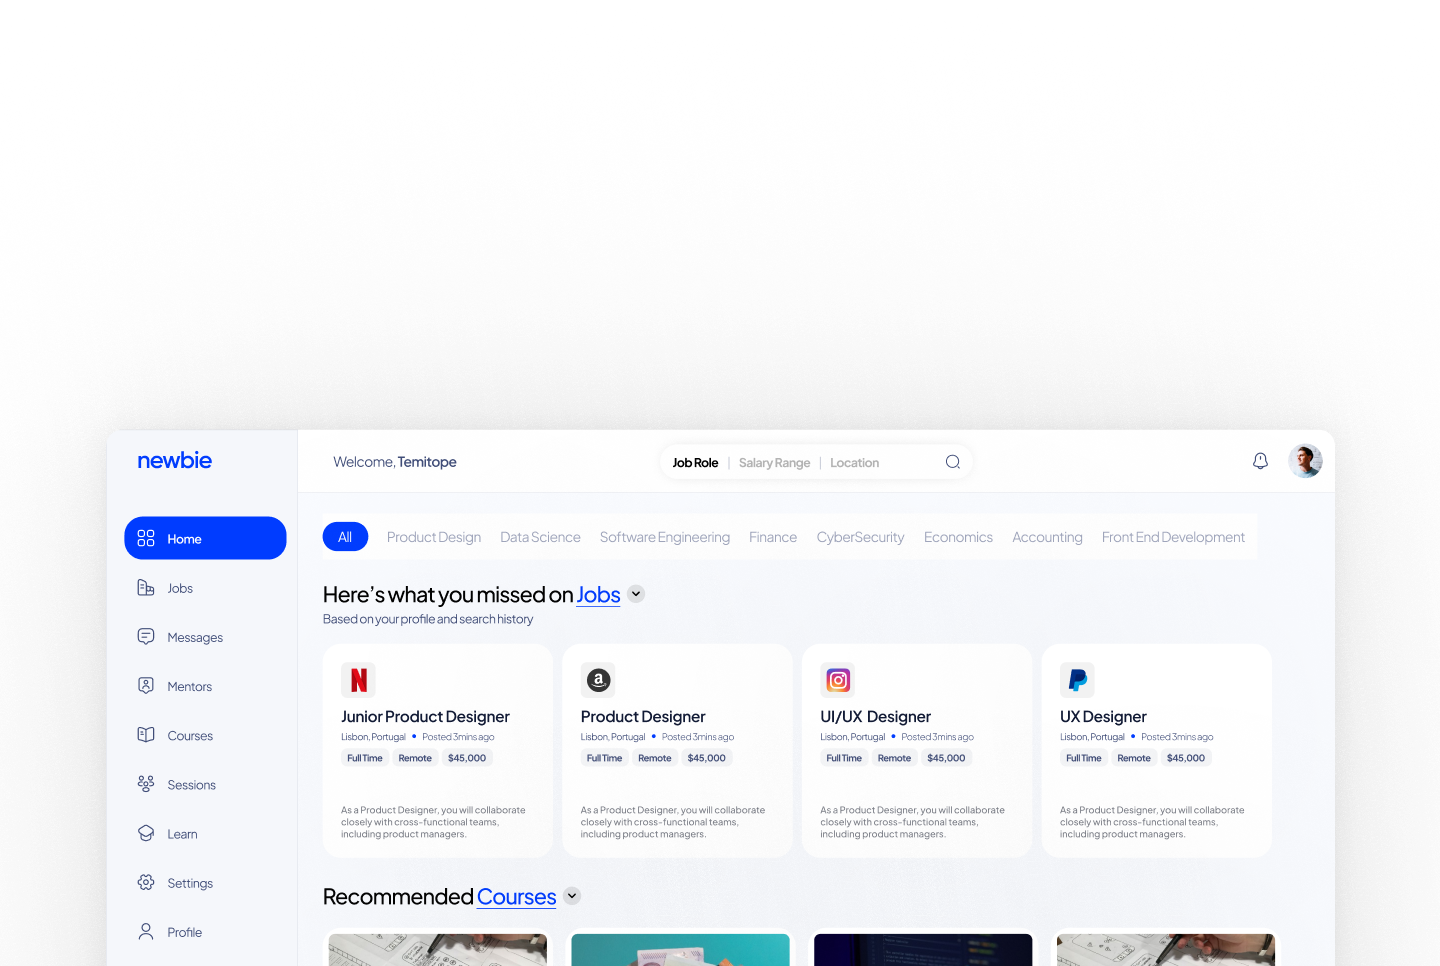 newbie
Welcome, Temitope
Job Role | Salary Range | Location
Home
Jobs
Messages
Mentors
Courses
Sessions
Learn
Settings
Profile
All Product Design Data Science Software Engineering Finance CyberSecurity Economics Accounting Front End Development
Here's what you missed on Jobs
Based on your profile and search history
N
Junior Product Designer
Lisbon, Portugal • Posted 3mins ago
Full Time Remote $45,000
As a Product Designer, you will collaborate
closely with cross-functional teams,
including product managers.
a
Product Designer
Lisbon, Portugal • Posted 3mins ago
Full Time Remote $45,000
As a Product Designer, you will collaborate
closely with cross-functional teams,
including product managers.
UI/UX Designer
Lisbon, Portugal • Posted 3mins ago
Full Time Remote $45,000
As a Product Designer, you will collaborate
closely with cross-functional teams,
including product managers.
P
UX Designer
Lisbon, Portugal • Posted 3mins ago
Full Time Remote $45,000
As a Product Designer, you will collaborate
closely with cross-functional teams,
including product managers.
Recommended Courses